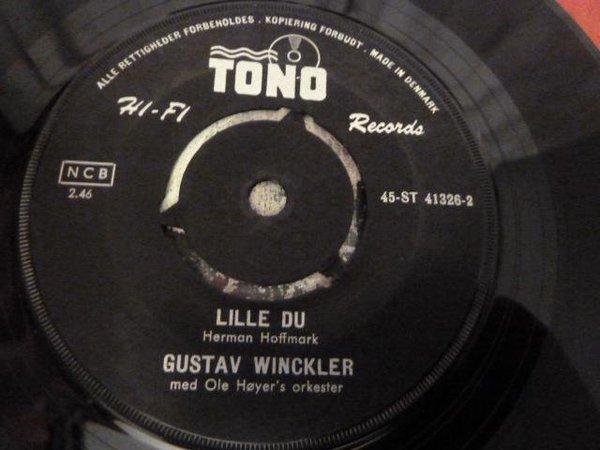 ALLE RETTIGHEDER FORBEHOLDES . KOPIERING FORBUDT . MADE IN DENMARK
TONO
HI-FI
Records
NCB
2.46
45-ST 41326-2
LILLE DU
Herman Hoffmark
GUSTAV WINCKLER
med Ole Høyer's orkester